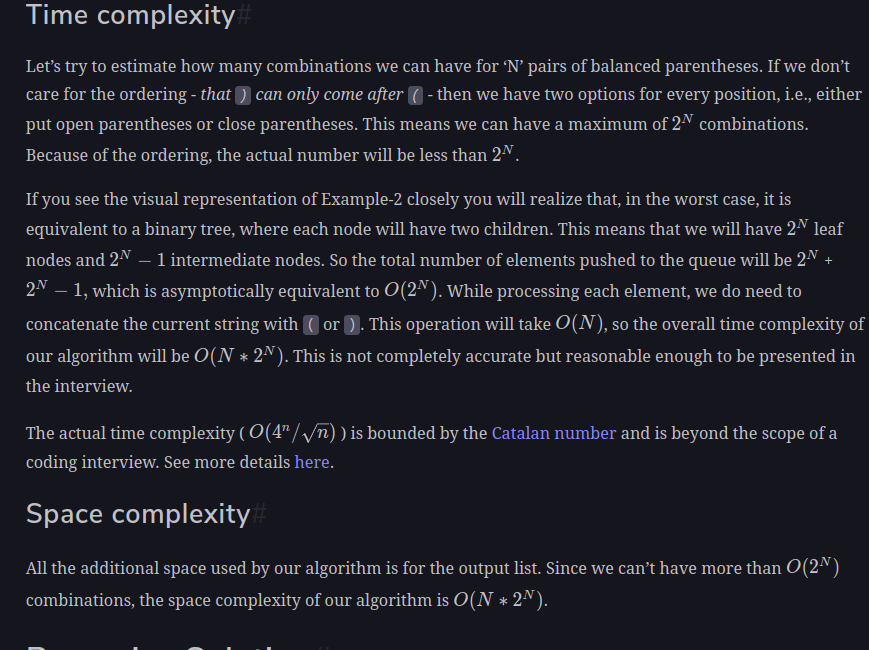 Time complexity#
Let’s try to estimate how many combinations we can have for ‘N’ pairs of balanced parentheses. If we don’t
care for the ordering - that ) can only come after ( - then we have two options for every position, i.e., either
put open parentheses or close parentheses. This means we can have a maximum of 2^N combinations.
Because of the ordering, the actual number will be less than 2^N.
If you see the visual representation of Example-2 closely you will realize that, in the worst case, it is
equivalent to a binary tree, where each node will have two children. This means that we will have 2^N leaf
nodes and 2^N − 1 intermediate nodes. So the total number of elements pushed to the queue will be 2^N +
2^N − 1, which is asymptotically equivalent to O(2^N). While processing each element, we do need to
concatenate the current string with ( or ). This operation will take O(N), so the overall time complexity of
our algorithm will be O(N ∗ 2^N). This is not completely accurate but reasonable enough to be presented in
the interview.
The actual time complexity ( O(4^n/√n) ) is bounded by the Catalan number and is beyond the scope of a
coding interview. See more details here.
Space complexity#
All the additional space used by our algorithm is for the output list. Since we can’t have more than O(2^N)
combinations, the space complexity of our algorithm is O(N ∗ 2^N).